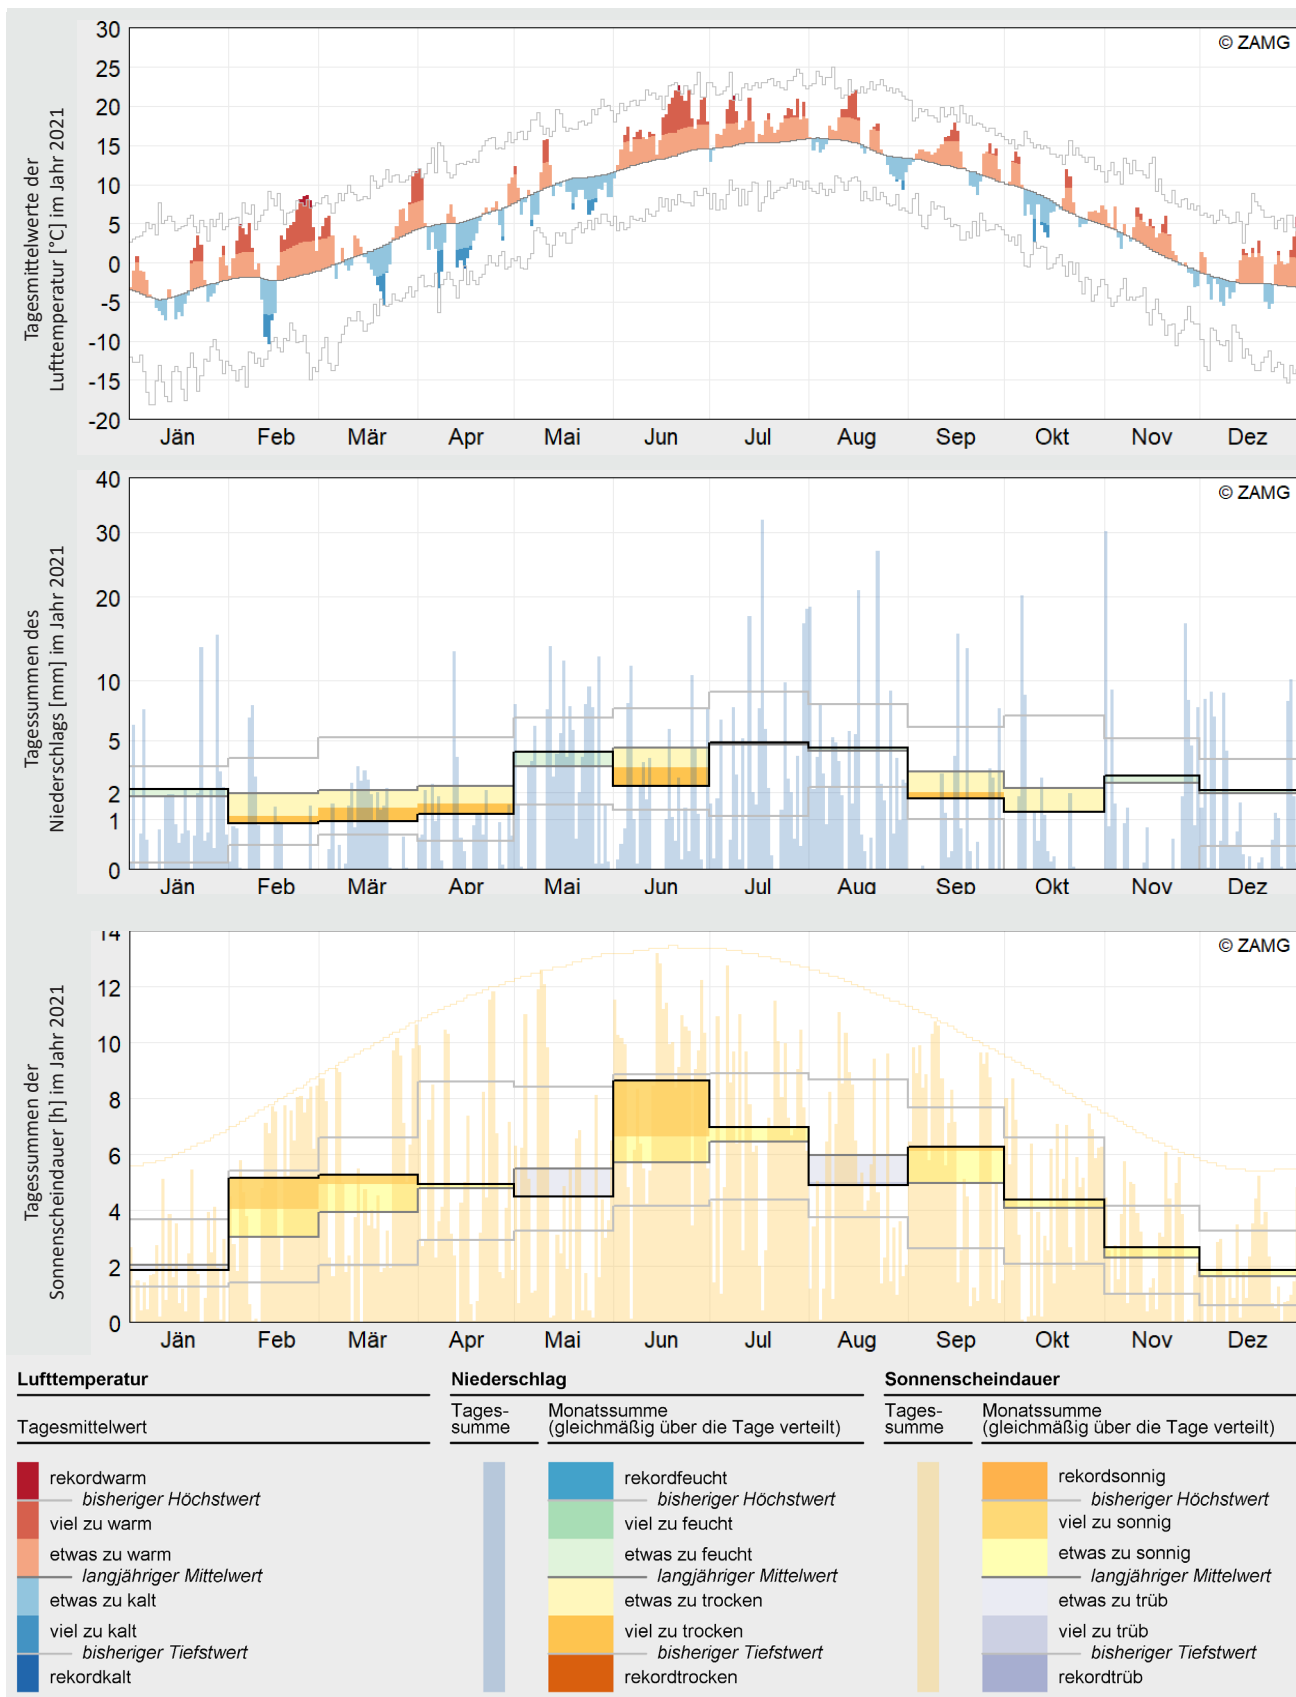 Tagesmittelwerte der
Lufttemperatur [°C] im Jahr 2021
30
25
20
15
10
5
0
-5
-10
-15
-20
© ZAMG
Jän Feb Mär Apr Mai Jun Jul Aug Sep Okt Nov Dez
Tagessummen des
Niederschlags [mm] im Jahr 2021
40
30
20
10
5
2
1
0
© ZAMG
Jän Feb Mär Apr Mai Jun Jul Aug Sep Okt Nov Dez
Tagessummen der
Sonnenscheindauer [h] im Jahr 2021
14
12
10
8
6
4
2
0
© ZAMG
Jän Feb Mär Apr Mai Jun Jul Aug Sep Okt Nov Dez
Lufttemperatur
Tagesmittelwert
rekordwarm
bisheriger Höchstwert
viel zu warm
etwas zu warm
langjähriger Mittelwert
etwas zu kalt
viel zu kalt
bisheriger Tiefstwert
rekordkalt
Niederschlag
Tages-
summe
Monatssumme
(gleichmäßig über die Tage verteilt)
rekordfeucht
bisheriger Höchstwert
viel zu feucht
etwas zu feucht
langjähriger Mittelwert
etwas zu trocken
viel zu trocken
bisheriger Tiefstwert
rekordtrocken
Sonnenscheindauer
Tages-
summe
Monatssumme
(gleichmäßig über die Tage verteilt)
rekordsonnig
bisheriger Höchstwert
viel zu sonnig
etwas zu sonnig
langjähriger Mittelwert
etwas zu trüb
viel zu trüb
bisheriger Tiefstwert
rekordtrüb